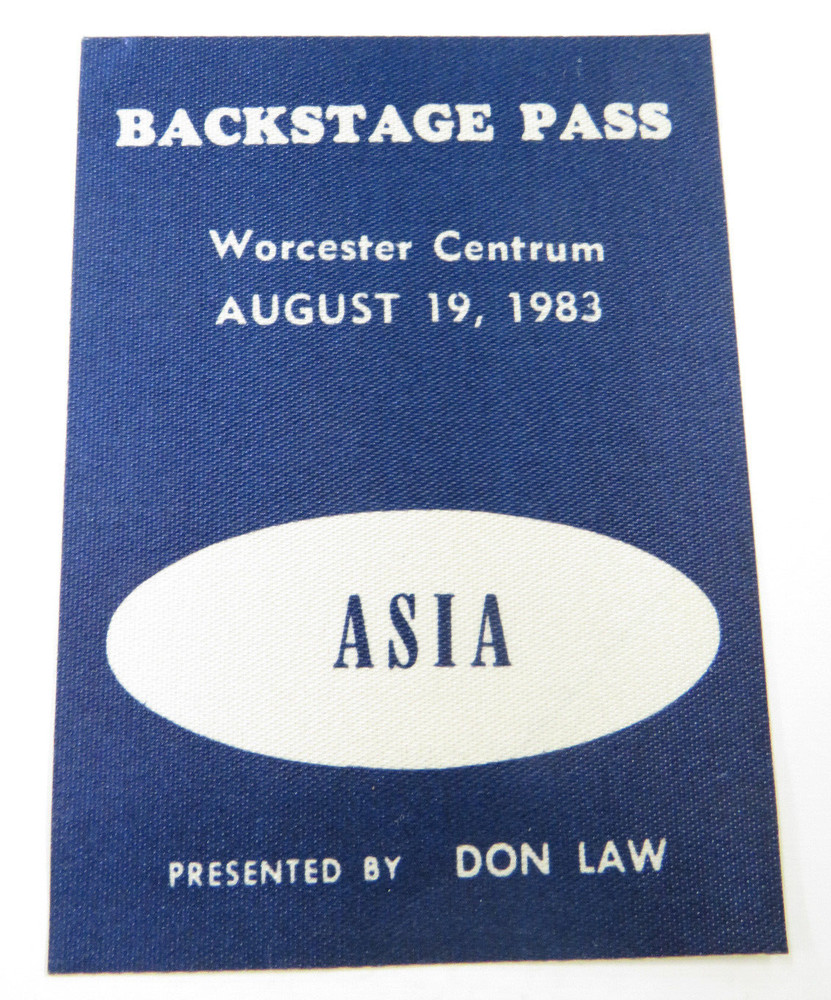 BACKSTAGE PASS
Worcester Centrum
AUGUST 19, 1983
ASIA
PRESENTED BY DON LAW